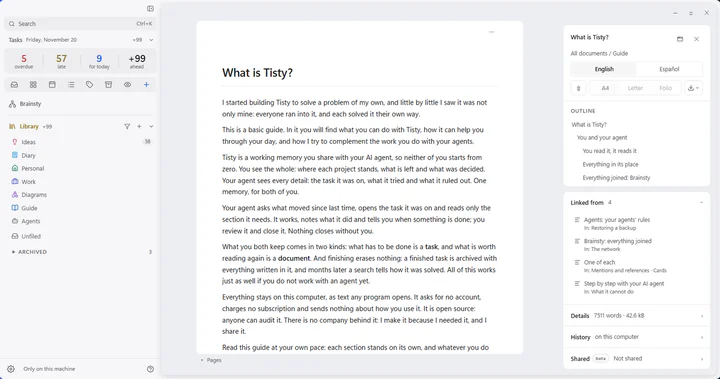 Search Ctrl+K
Tasks Friday, November 20 +99
5 57 9 +99
overdue late for today ahead
Brainsty
Library +99
Ideas 58
Diary
Personal
Work
Diagrams
Guide
Agents
Unfiled
ARCHIVED 3
Only on this machine
What is Tisty?
I started building Tisty to solve a problem of my own, and little by little I saw it was not
only mine: everyone ran into it, and each solved it their own way.
This is a basic guide. In it you will find what you can do with Tisty, how it can help you
through your day, and how I try to complement the work you do with your agents.
Tisty is a working memory you share with your AI agent, so neither of you starts from
zero. You see the whole: where each project stands, what is left and what was decided.
Your agent sees every detail: the task it was on, what it tried and what it ruled out. One
memory, for both of you.
Your agent asks what moved since last time, opens the task it was on and reads only the
section it needs. It works, notes what it did and tells you when something is done; you
review it and close it. Nothing closes without you.
What you both keep comes in two kinds: what has to be done is a task, and what is worth
reading again is a document. And finishing erases nothing: a finished task is archived with
everything written in it, and months later a search tells how it was solved. All of this works
just as well if you do not work with an agent yet.
Everything stays on this computer, as text any program opens. It asks for no account,
charges no subscription and sends nothing about how you use it. It is open source:
anyone can audit it. There is no company behind it: I make it because I needed it, and I
share it.
Read this guide at your own pace: each section stands on its own, and whatever you do
Pages
What is Tisty?
All documents / Guide
English Español
A4 Letter Folio
OUTLINE
What is Tisty?
You and your agent
You read it, it reads it
Everything in its place
Everything joined: Brainsty
Linked from 4
Agents: your agents' rules
In: Restoring a backup
Brainsty: everything joined
In: The network
One of each
In: Mentions and references · Cards
Step by step with your AI agent
In: What it cannot do
Details 7511 words · 42.6 kB
History on this computer
Shared Beta Not shared